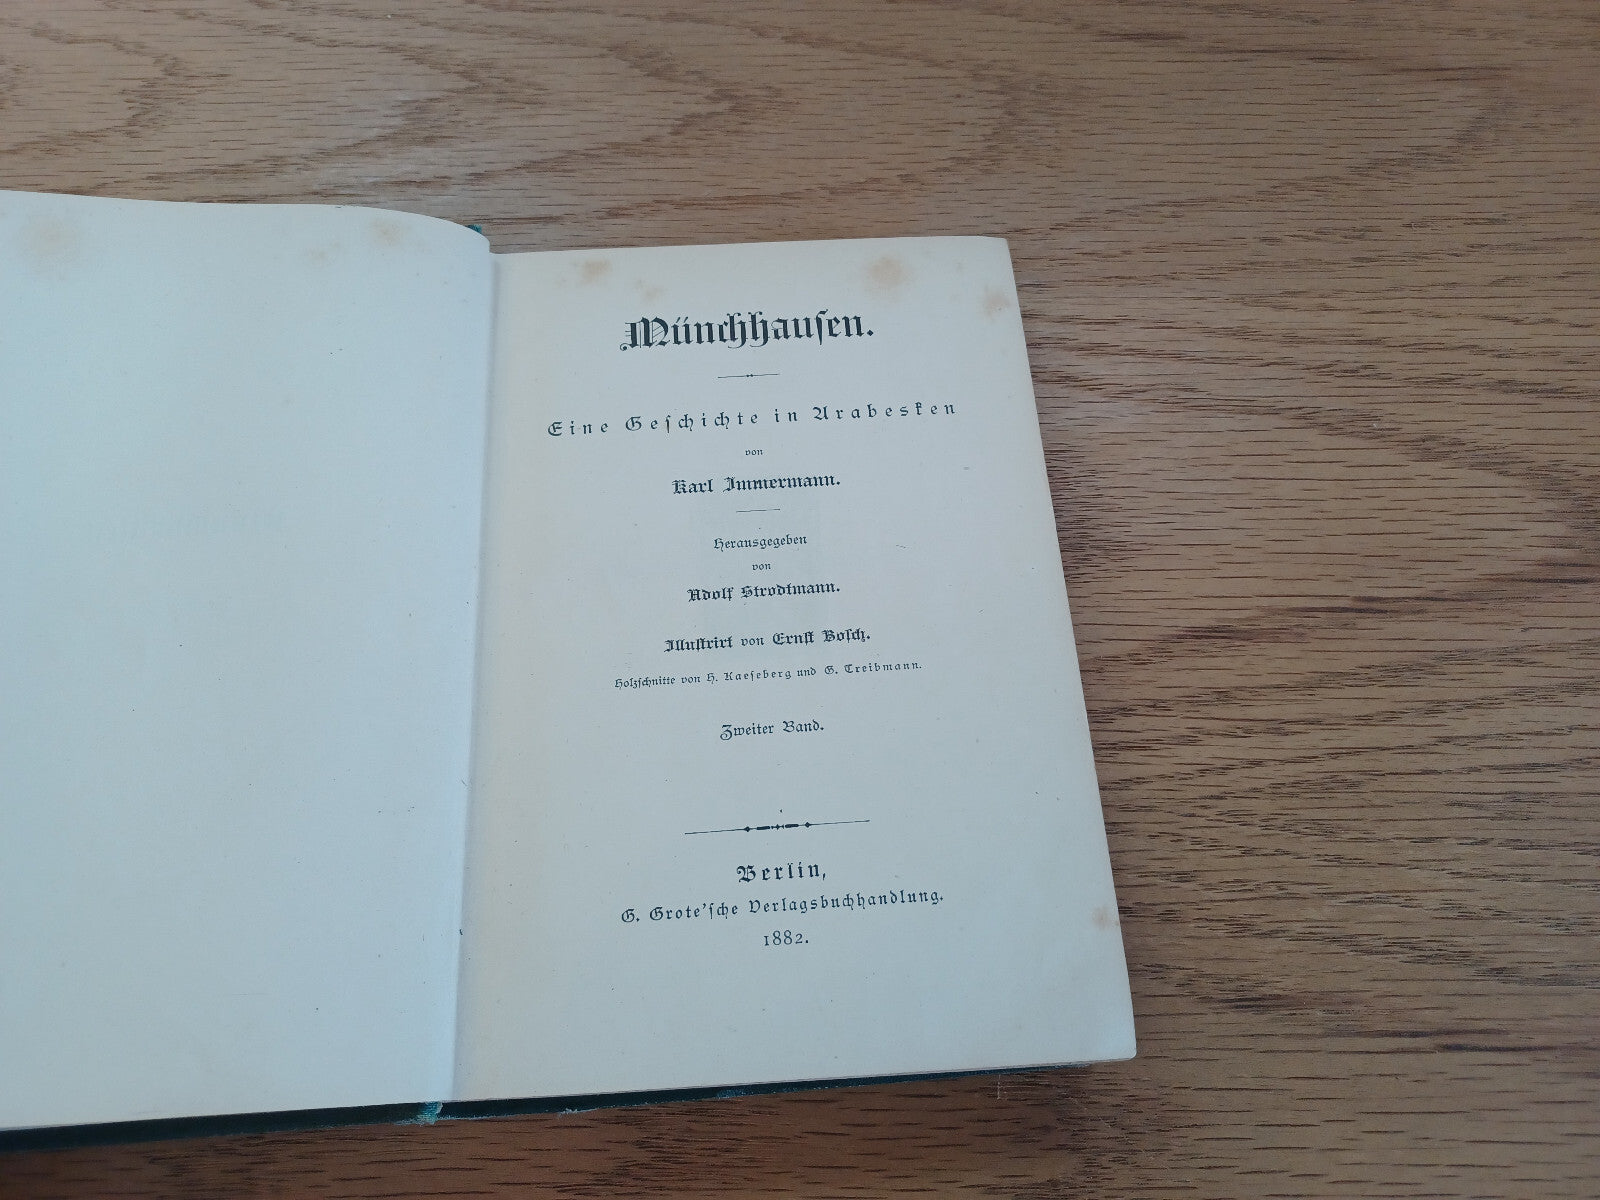 Münchhauſen.
Eine Geſchichte in Arabesken
von
Karl Immermann.
Herausgegeben
von
Adolf Strodtmann.
Illuſtrirt von Ernſt Boſch.
Holzſchnitte von H. Kaeſeberg und G. Treibmann.
Zweiter Band.
Berlin,
G. Grote'ſche Verlagsbuchhandlung.
1882.